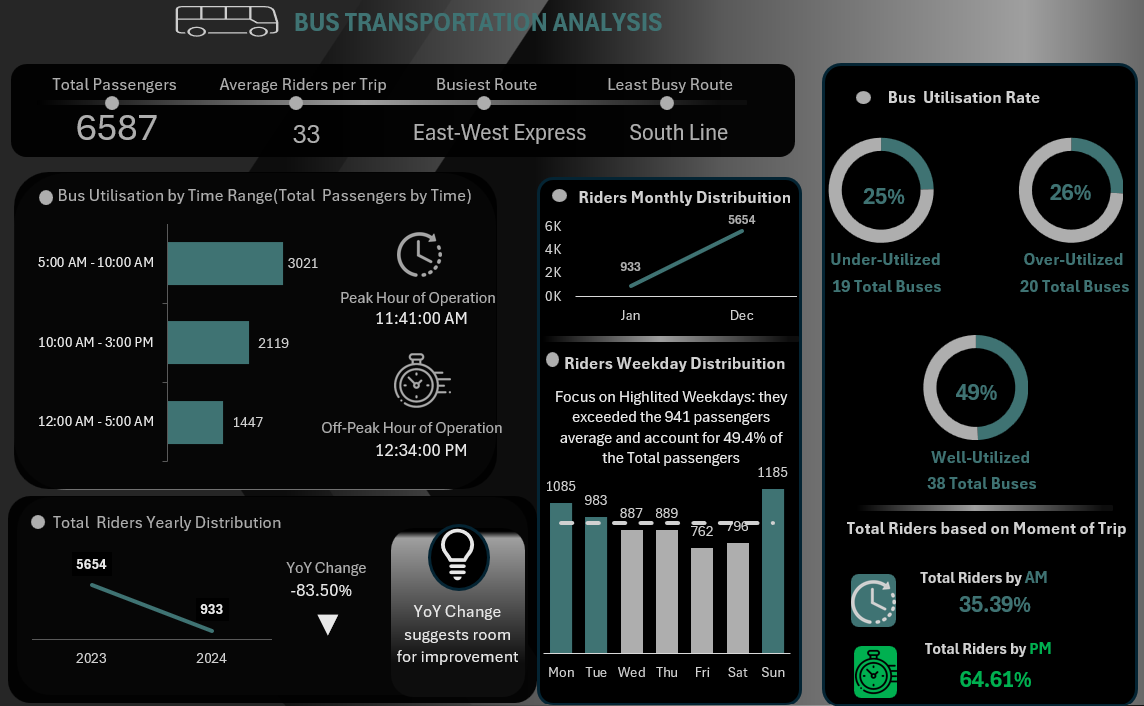 BUS TRANSPORTATION ANALYSIS
Total Passengers
6587
Average Riders per Trip
33
Busiest Route
East-West Express
Least Busy Route
South Line
Bus Utilisation by Time Range(Total Passengers by Time)
5:00 AM - 10:00 AM
3021
10:00 AM - 3:00 PM
2119
12:00 AM - 5:00 AM
1447
Peak Hour of Operation
11:41:00 AM
Off-Peak Hour of Operation
12:34:00 PM
Total Riders Yearly Distribution
5654
933
2023
2024
YoY Change
-83.50%
YoY Change
suggests room
for improvement
Riders Monthly Distribuition
6K
4K
2K
0K
933
5654
Jan
Dec
Riders Weekday Distribuition
Focus on Highlited Weekdays: they
exceeded the 941 passengers
average and account for 49.4% of
the Total passengers
1085
983
887
889
762
796
1185
Mon
Tue
Wed
Thu
Fri
Sat
Sun
Bus Utilisation Rate
25%
Under-Utilized
19 Total Buses
26%
Over-Utilized
20 Total Buses
49%
Well-Utilized
38 Total Buses
Total Riders based on Moment of Trip
Total Riders by AM
35.39%
Total Riders by PM
64.61%